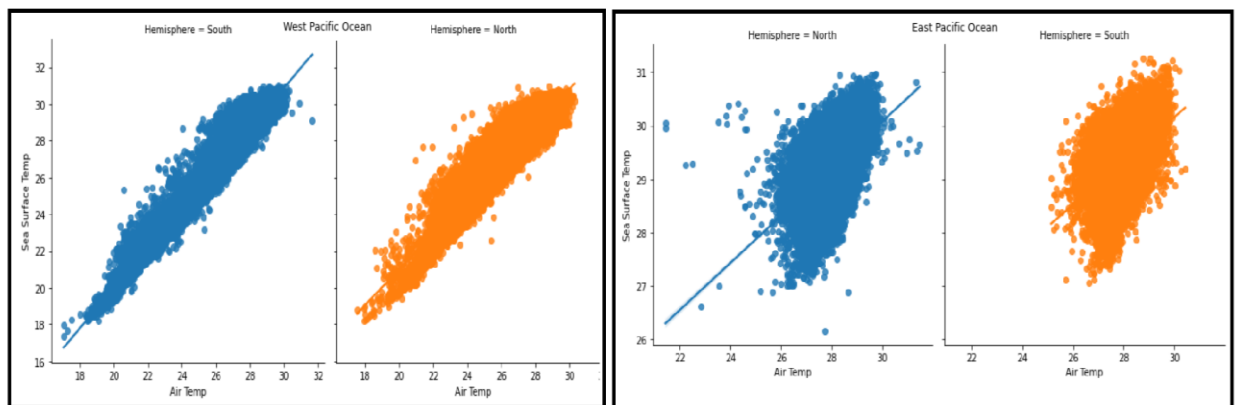 West Pacific Ocean
Hemisphere = South
Hemisphere = North
Sea Surface Temp
32
30
28
26
24
22
20
18
16
18 20 22 24 26 28 30 32
Air Temp
18 20 22 24 26 28 30
Air Temp
East Pacific Ocean
Hemisphere = North
Hemisphere = South
Sea Surface Temp
31
30
29
28
27
26
22 24 26 28 30
Air Temp
22 24 26 28 30
Air Temp